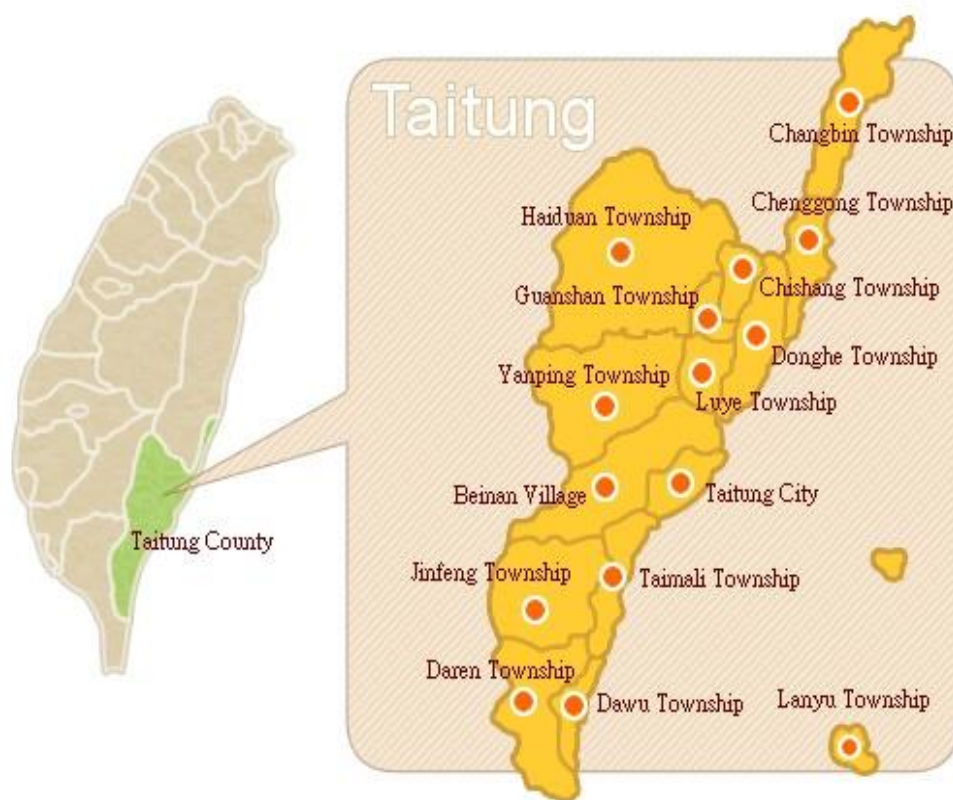 Taitung
Changbin Township
Chenggong Township
Haiduan Township
Chishang Township
Guanshan Township
Donghe Township
Yanping Township
Luye Township
Beinan Village
Taitung City
Taitung County
Jinfeng Township
Taimali Township
Daren Township
Dawu Township
Lanyu Township